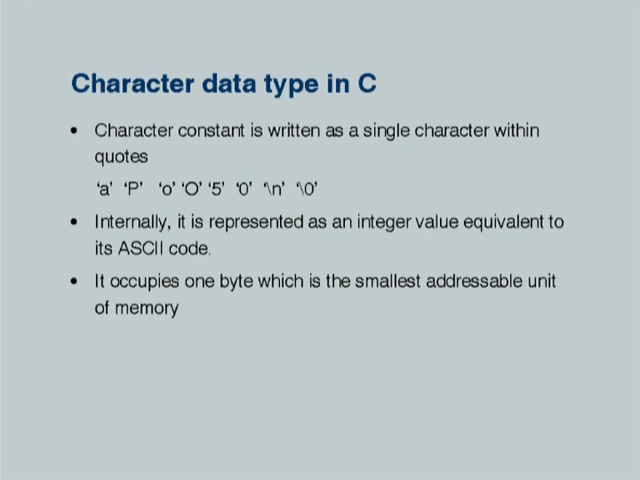 Character data type in C
• Character constant is written as a single character within
quotes
‘a’ ‘P’ ‘o’ ‘O’ ‘5’ ‘0’ ‘\n’ ‘\0’
• Internally, it is represented as an integer value equivalent to
its ASCII code.
• It occupies one byte which is the smallest addressable unit
of memory